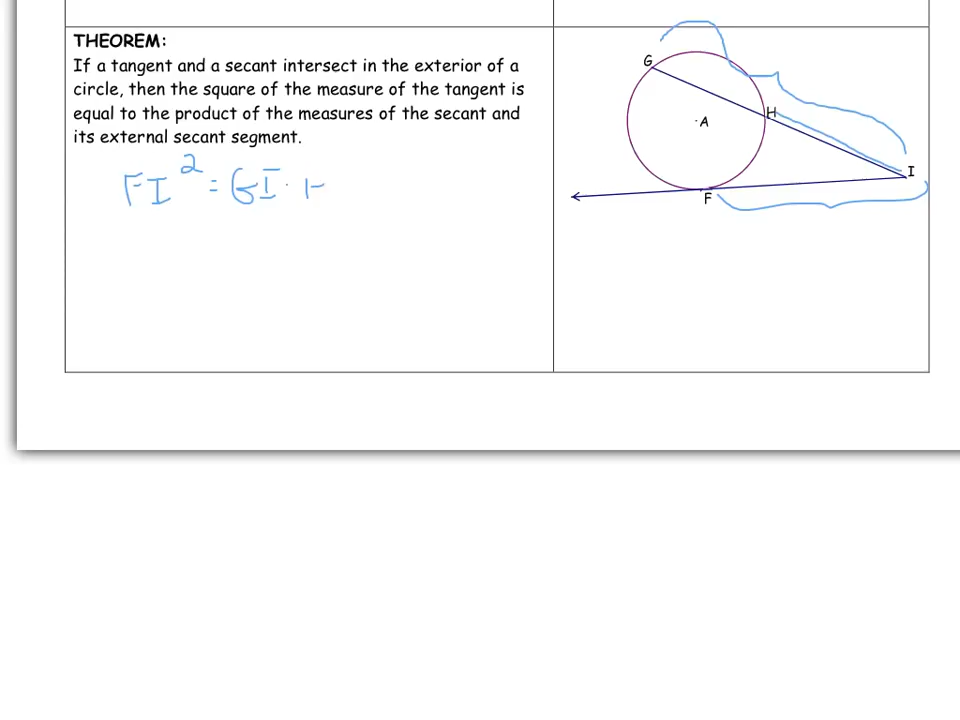 THEOREM:
If a tangent and a secant intersect in the exterior of a
circle, then the square of the measure of the tangent is
equal to the product of the measures of the secant and
its external secant segment.
FI² = GI ·
G
A
H
I
F